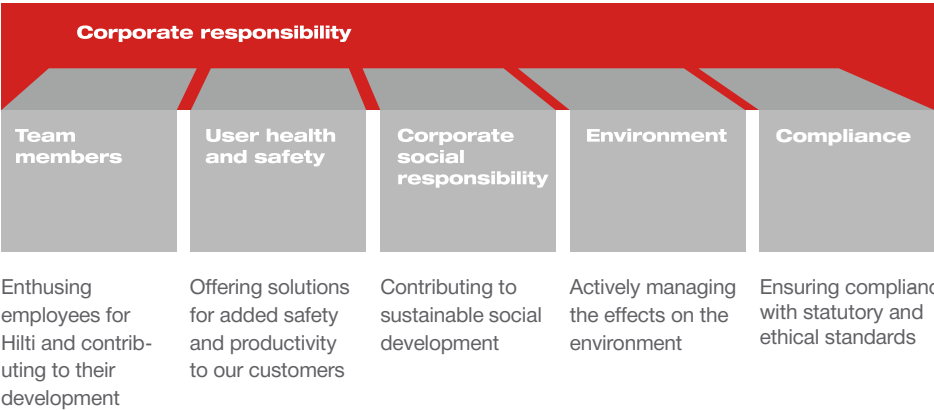 Corporate responsibility
Team
members
User health
and safety
Corporate
social
responsibility
Environment
Compliance
Enthusing
employees for
Hilti and contrib-
uting to their
development
Offering solutions
for added safety
and productivity
to our customers
Contributing to
sustainable social
development
Actively managing
the effects on the
environment
Ensuring complianc
with statutory and
ethical standards